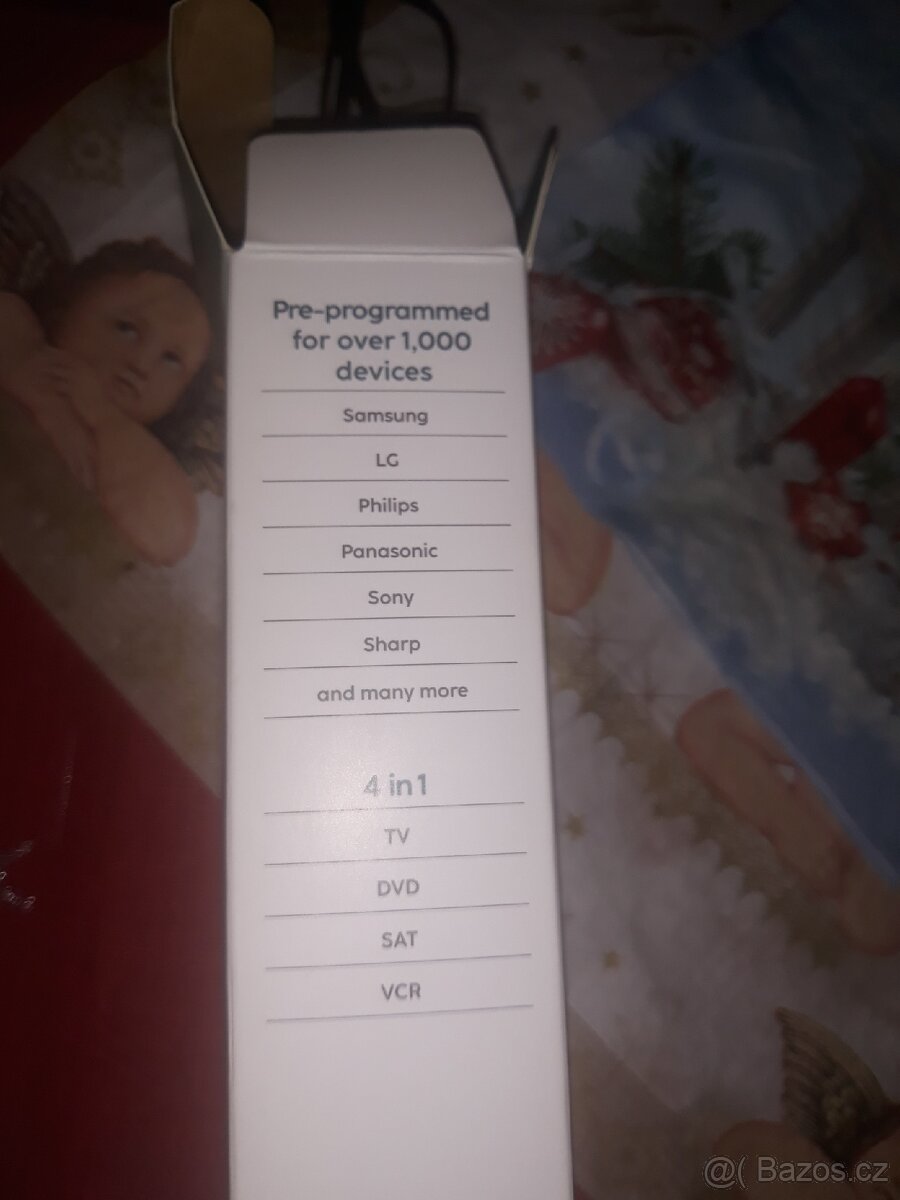 Pre-programmed
for over 1,000
devices
Samsung
LG
Philips
Panasonic
Sony
Sharp
and many more
4 in 1
TV
DVD
SAT
VCR
@( Bazos.cz